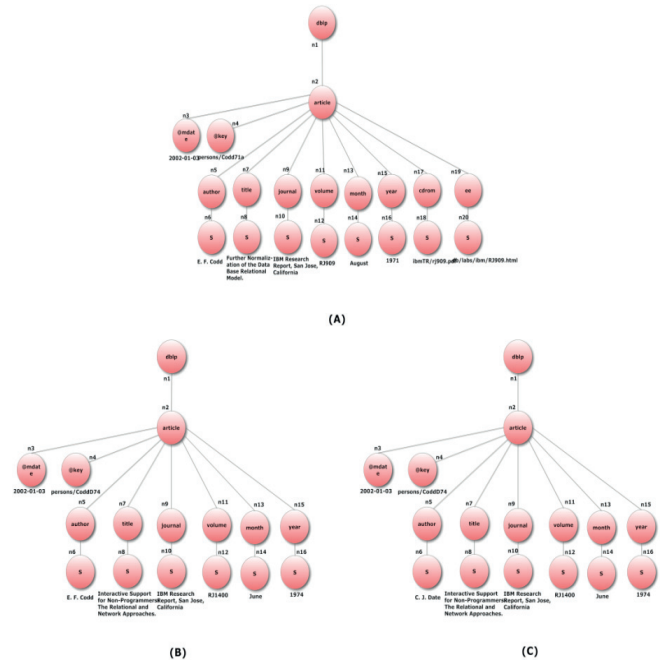 dblp
n1
n2
article
n3
n4
@mdat
e
@key
2002-01-03
persons/Codd71a
n5
n7
n9
n11
n13
n15
n17
n19
author
title
journal
volume
month
year
cdrom
ee
n6
n8
n10
n12
n14
n16
n18
n20
S
S
S
S
S
S
S
S
E. F. Codd
Further Normaliz-
ation of the Data
Base Relational
Model.
IBM Research
Report, San Jose,
California
RJ909
August
1971
ibmTR/rj909.pdf
db/labs/ibm/RJ909.html
(A)
dblp
n1
n2
article
n3
n4
@mdat
e
@key
2002-01-03
persons/CoddD74
n5
n7
n9
n11
n13
n15
author
title
journal
volume
month
year
n6
n8
n10
n12
n14
n16
S
S
S
S
S
S
E. F. Codd
Interactive Support
for Non-Programmers:
The Relational and
Network Approaches.
IBM Research
Report, San Jose,
California
RJ1400
June
1974
(B)
dblp
n1
n2
article
n3
n4
@mdat
e
@key
2002-01-03
persons/CoddD74
n5
n7
n9
n11
n13
n15
author
title
journal
volume
month
year
n6
n8
n10
n12
n14
n16
S
S
S
S
S
S
C. J. Date
Interactive Support
for Non-Programmers:
The Relational and
Network Approaches.
IBM Research
Report, San Jose,
California
RJ1400
June
1974
(C)